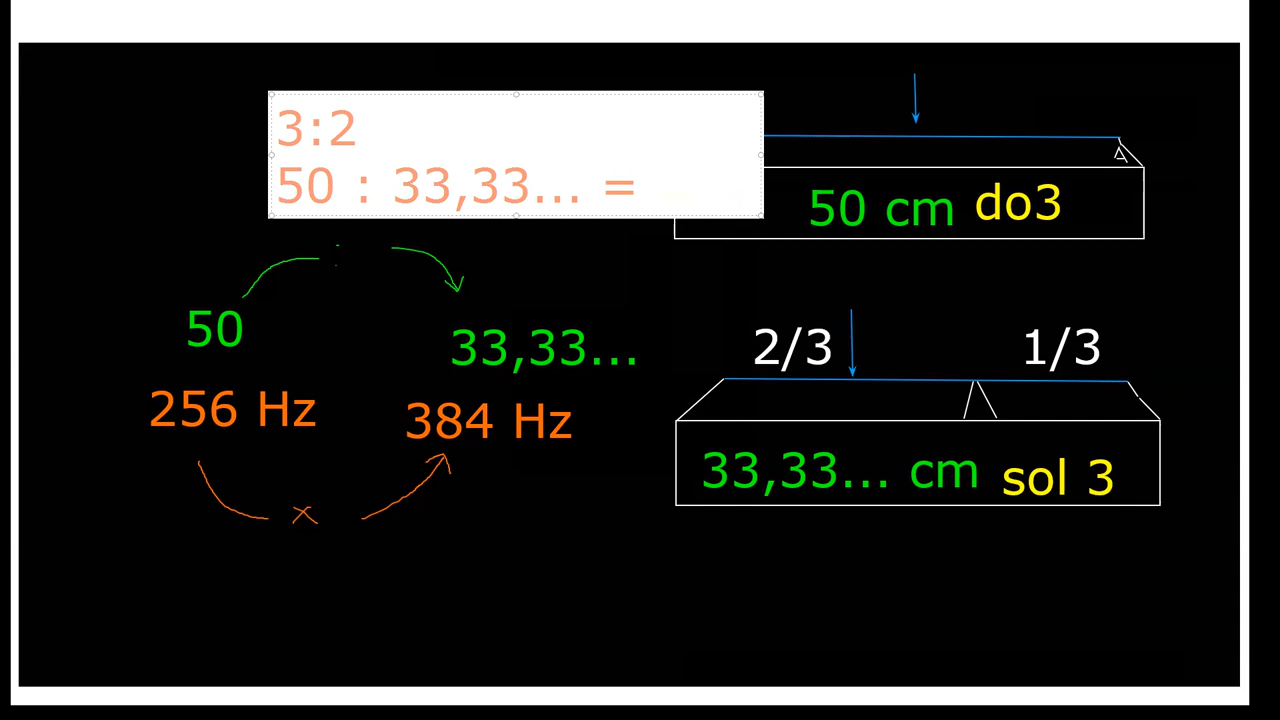 3:2
50 : 33,33... =
50 cm do3
:
50
33,33...
2/3 1/3
256 Hz
384 Hz
33,33... cm sol 3
x